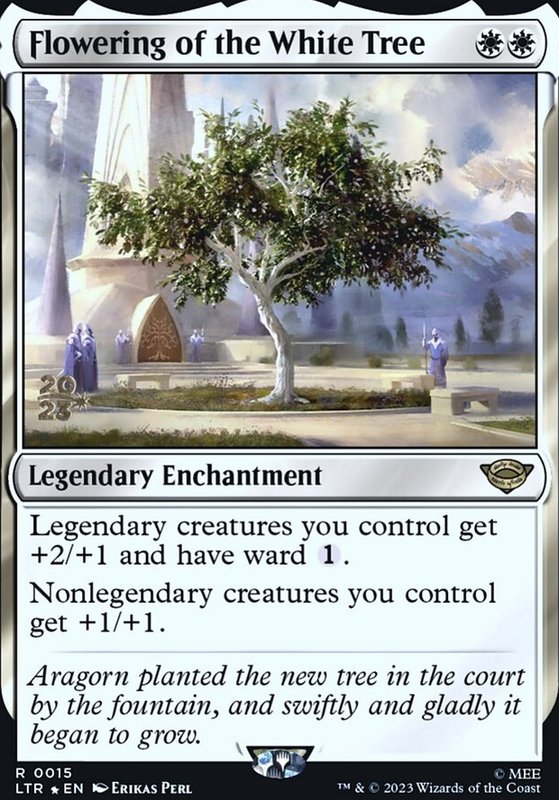 Flowering of the White Tree
20
23
Legendary Enchantment
Legendary creatures you control get
+2/+1 and have ward 1.
Nonlegendary creatures you control
get +1/+1.
Aragorn planted the new tree in the court
by the fountain, and swiftly and gladly it
began to grow.
R 0015
LTR ★ EN Erikas Perl
© MEE
™ & © 2023 Wizards of the Coast